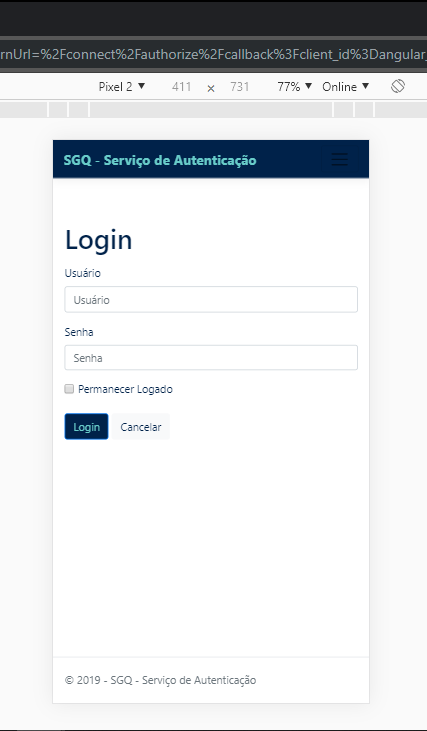 rnUrl=%2Fconnect%2Fauthorize%2Fcallback%3Fclient_id%3Dangular_
Pixel 2 ▼ 411 × 731 77% ▼ Online ▼
SGQ - Serviço de Autenticação
Login
Usuário
Usuário
Senha
Senha
Permanecer Logado
Login Cancelar
© 2019 - SGQ - Serviço de Autenticação